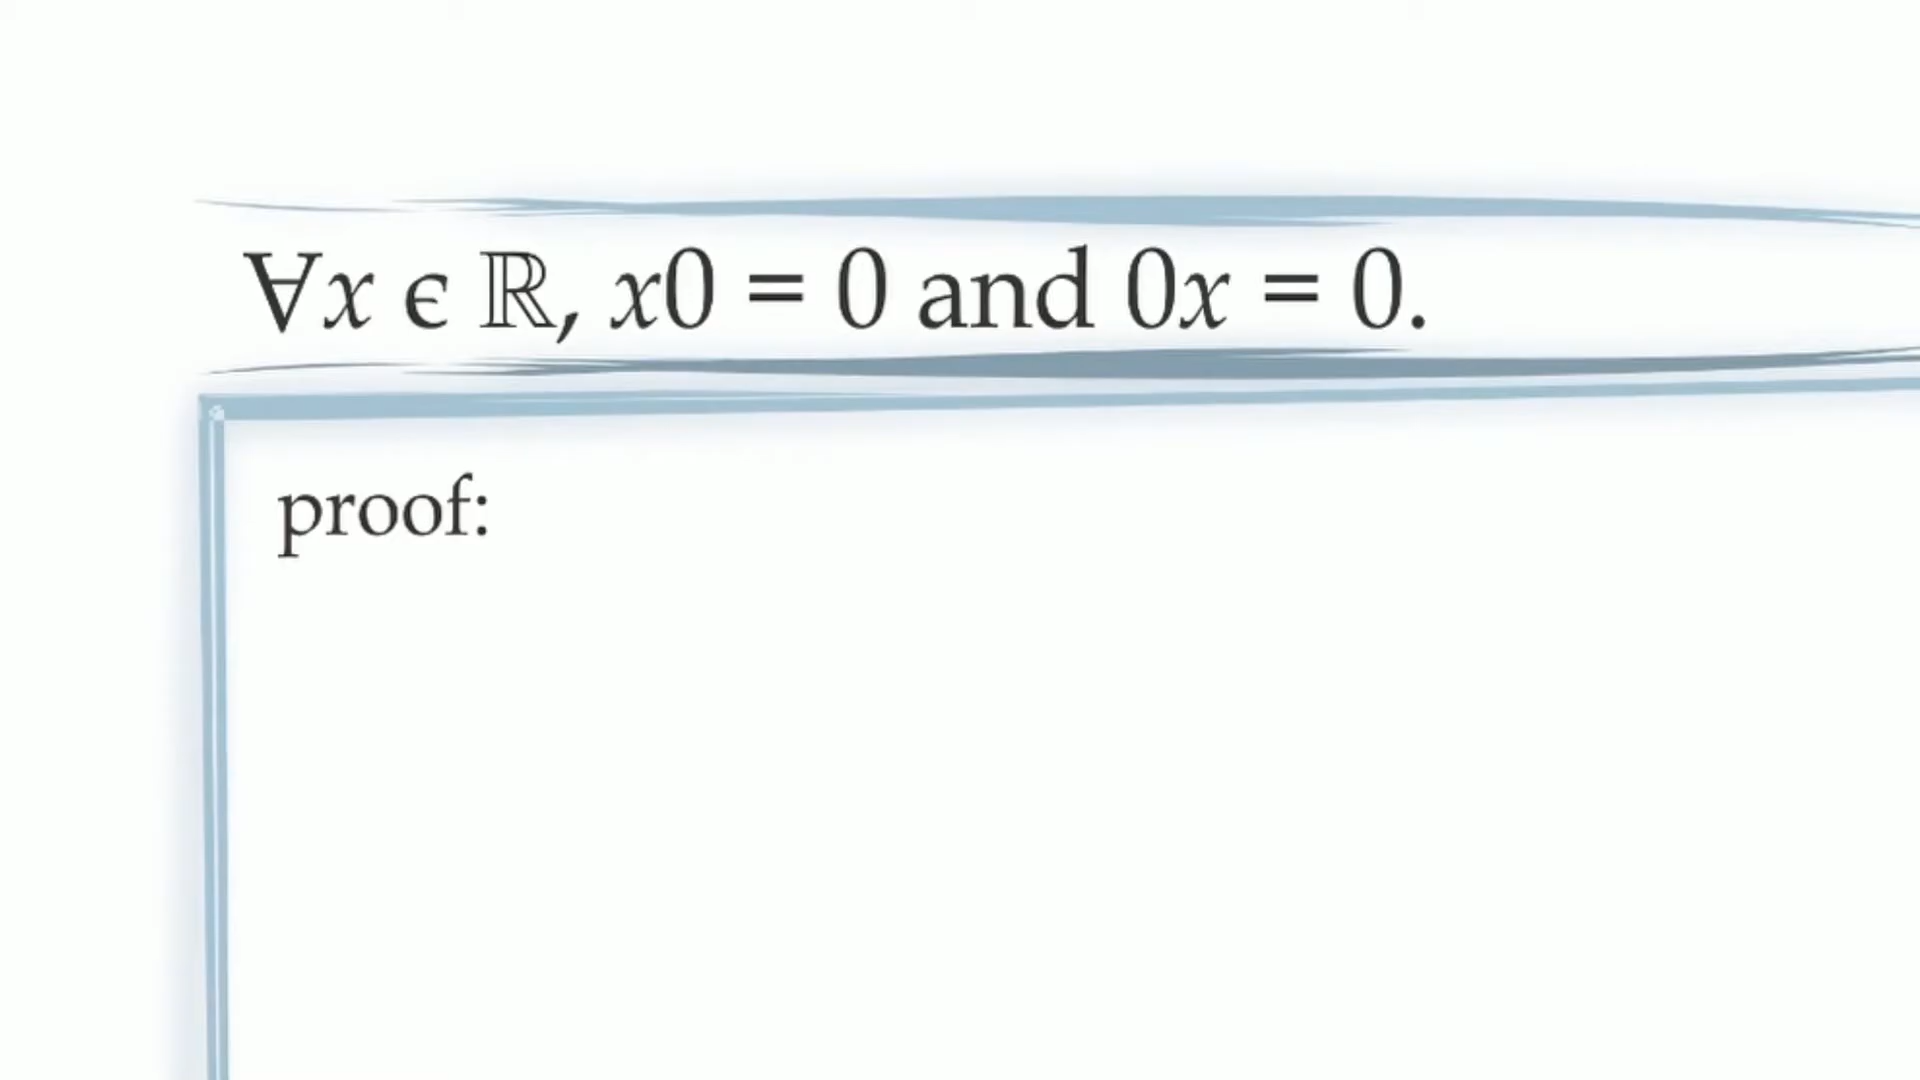 ∀x ϵ ℝ, x0 = 0 and 0x = 0.
proof: